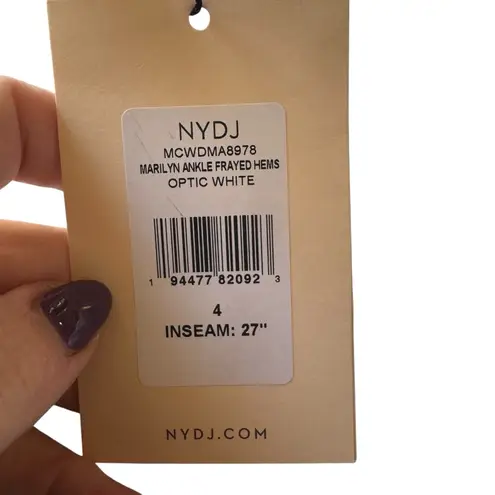 NYDJ
MCWDMA8978
MARILYN ANKLE FRAYED HEMS
OPTIC WHITE
1 94477 82092 3
4
INSEAM: 27"
NYDJ.COM